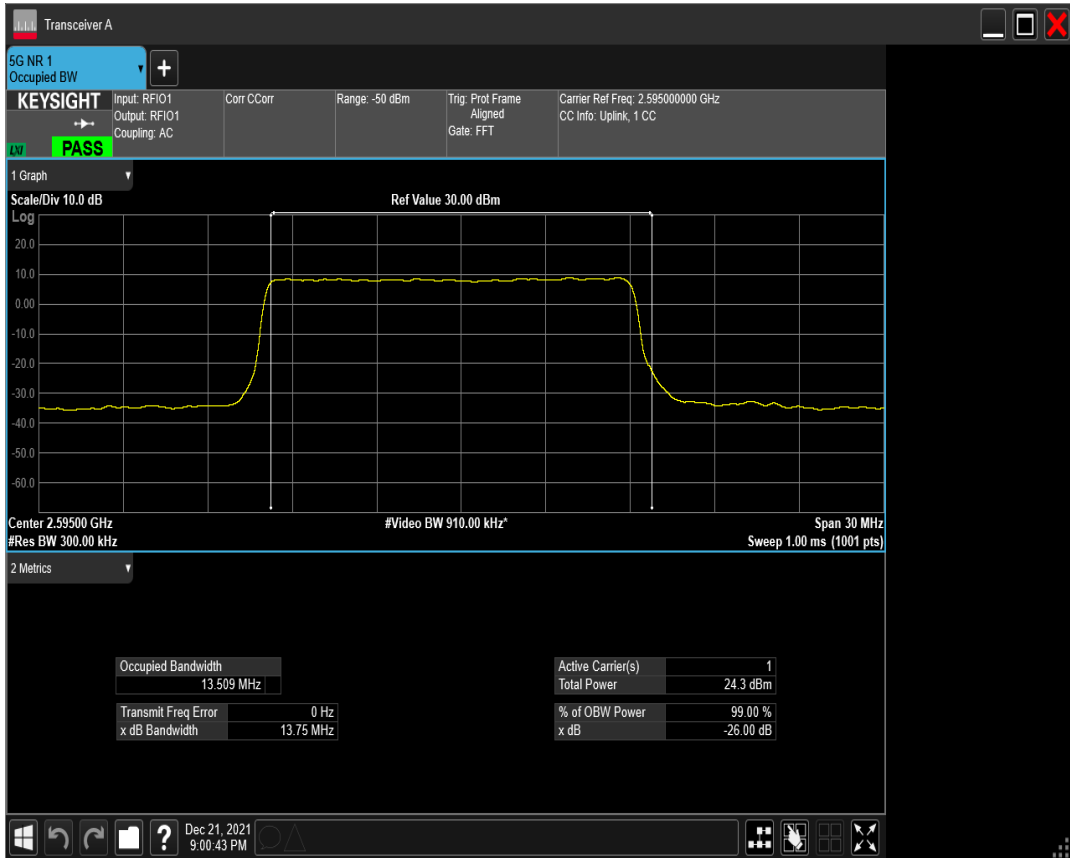 Transceiver A
5G NR 1
Occupied BW
+
KEYSIGHT
LXI
PASS
Input: RFIO1
Output: RFIO1
Coupling: AC
Corr CCorr
Range: -50 dBm
Trig: Prot Frame
Aligned
Gate: FFT
Carrier Ref Freq: 2.595000000 GHz
CC Info: Uplink, 1 CC
1 Graph
Scale/Div 10.0 dB
Ref Value 30.00 dBm
Log
20.0
10.0
0.00
-10.0
-20.0
-30.0
-40.0
-50.0
-60.0
Center 2.59500 GHz
#Video BW 910.00 kHz*
Span 30 MHz
#Res BW 300.00 kHz
Sweep 1.00 ms (1001 pts)
2 Metrics
Occupied Bandwidth
13.509 MHz
Transmit Freq Error 0 Hz
x dB Bandwidth 13.75 MHz
Active Carrier(s) 1
Total Power 24.3 dBm
% of OBW Power 99.00 %
x dB -26.00 dB
?
Dec 21, 2021
9:00:43 PM